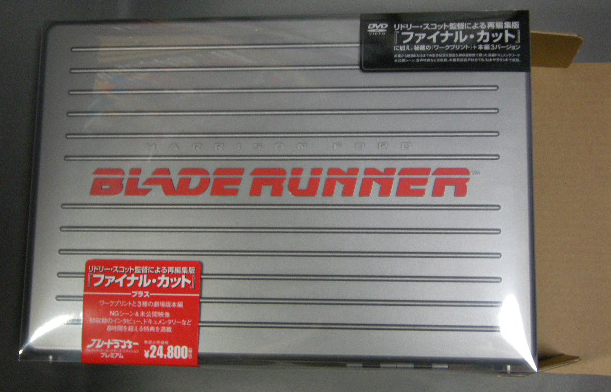 DVD
VIDEO
リドリー・スコット監督による再編集版
『ファイナル・カット』
に加え、秘蔵の「ワークプリント」+本編3バージョン
HARRISON FORD
BLADE RUNNER
リドリー・スコット監督による再編集版
『ファイナル・カット』
プラス
ワークプリントと3種の劇場版本編
NGシーン&未公開映像
ブレードランナー
プレミアム
¥24,800